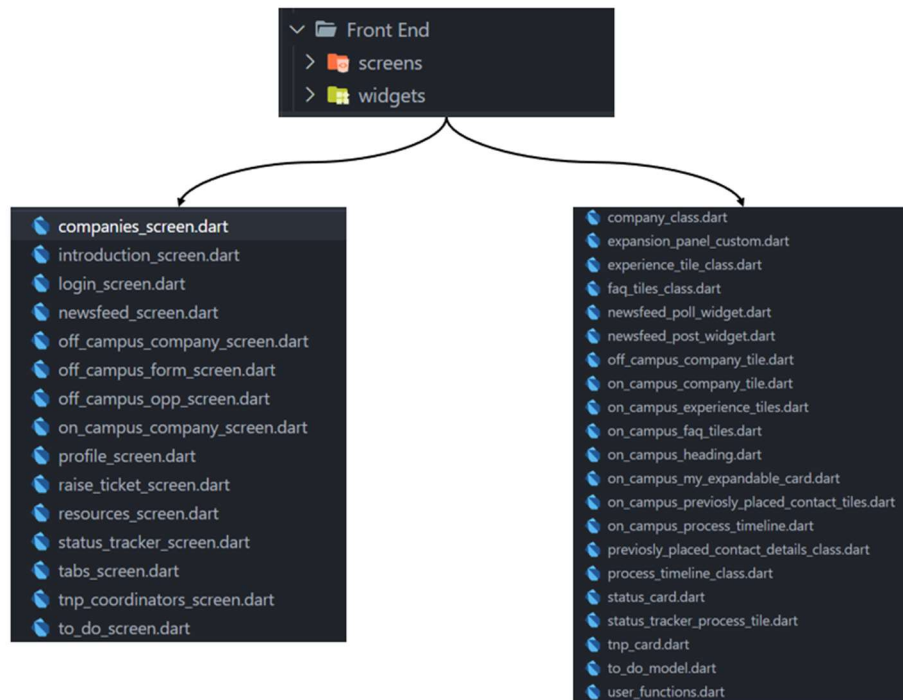 Front End
screens
widgets
companies_screen.dart
introduction_screen.dart
login_screen.dart
newsfeed_screen.dart
off_campus_company_screen.dart
off_campus_form_screen.dart
off_campus_opp_screen.dart
on_campus_company_screen.dart
profile_screen.dart
raise_ticket_screen.dart
resources_screen.dart
status_tracker_screen.dart
tabs_screen.dart
tnp_coordinators_screen.dart
to_do_screen.dart
company_class.dart
expansion_panel_custom.dart
experience_tile_class.dart
faq_tiles_class.dart
newsfeed_poll_widget.dart
newsfeed_post_widget.dart
off_campus_company_tile.dart
on_campus_company_tile.dart
on_campus_experience_tiles.dart
on_campus_faq_tiles.dart
on_campus_heading.dart
on_campus_my_expandable_card.dart
on_campus_previosly_placed_contact_tiles.dart
on_campus_process_timeline.dart
previosly_placed_contact_details_class.dart
process_timeline_class.dart
status_card.dart
status_tracker_process_tile.dart
tnp_card.dart
to_do_model.dart
user_functions.dart